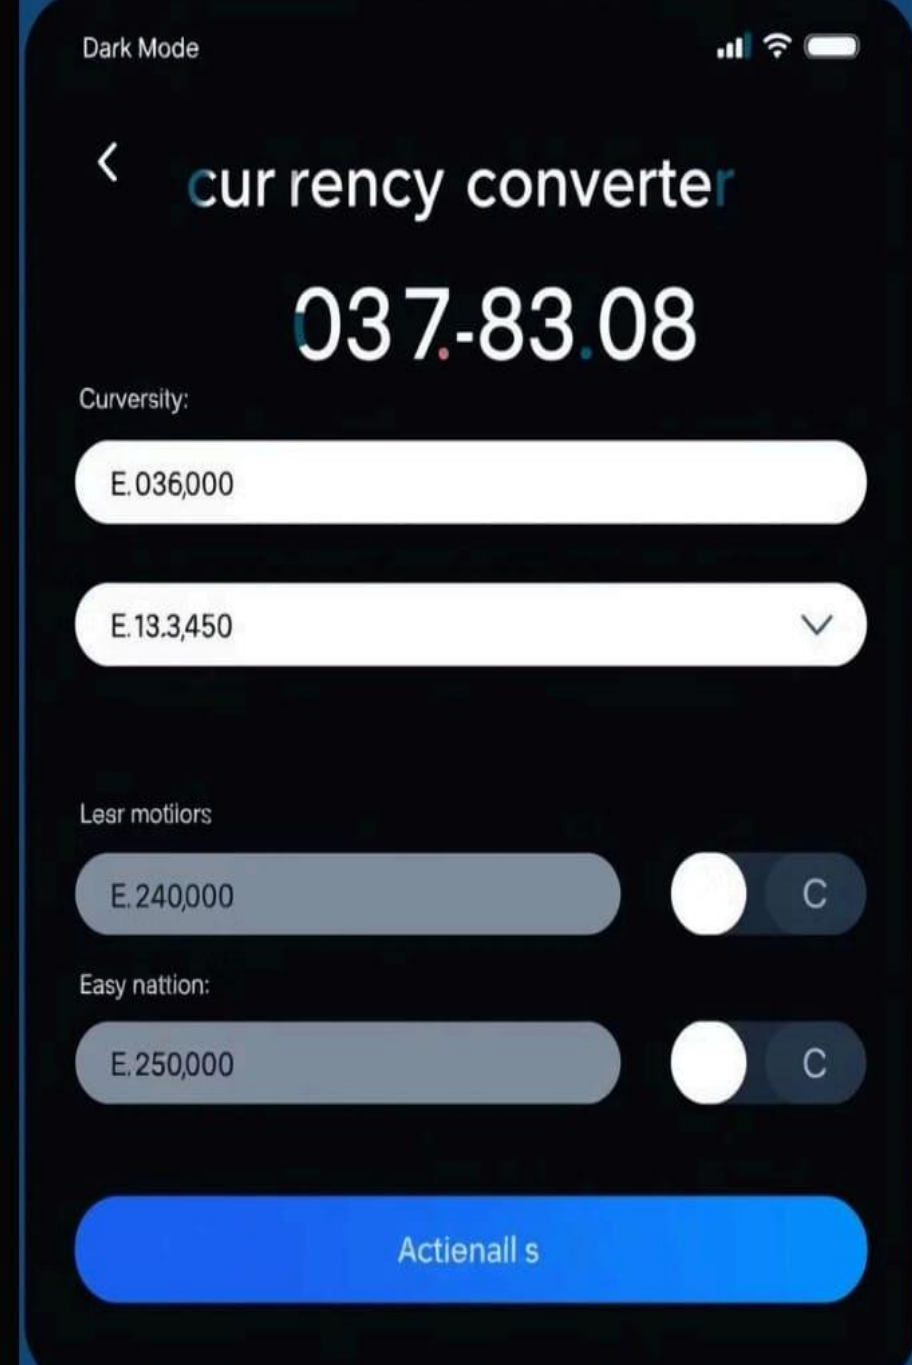 Dark Mode
cur rency converter
037.-83.08
Curversity:
E.036,000
E.13.3,450
Lesr motiiors
E.240,000
C
Easy nattion:
E.250,000
C
Actienall s